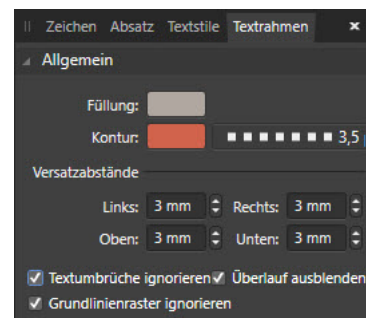 Zeichen Absatz Textstile Textrahmen
Allgemein
Füllung:
Kontur: 3,5
Versatzabstände
Links: 3 mm Rechts: 3 mm
Oben: 3 mm Unten: 3 mm
Textumbrüche ignorieren Überlauf ausblenden
Grundlinienraster ignorieren